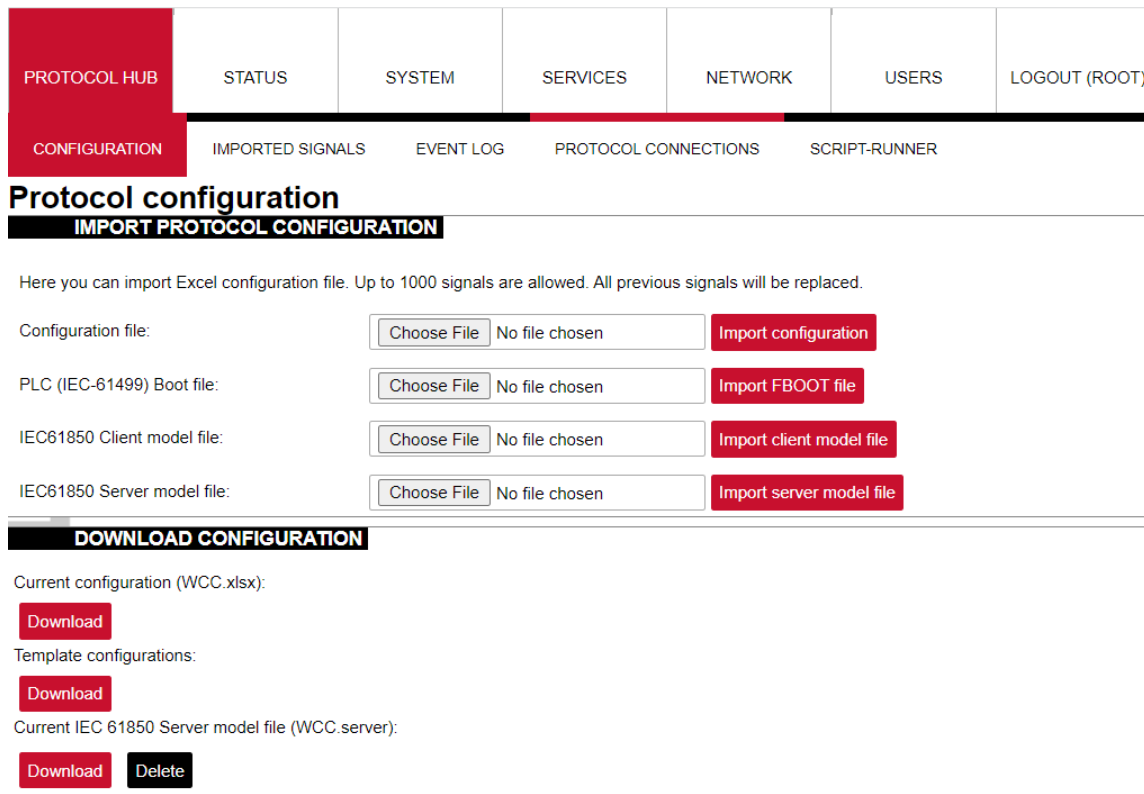 PROTOCOL HUB STATUS SYSTEM SERVICES NETWORK USERS LOGOUT (ROOT)
CONFIGURATION IMPORTED SIGNALS EVENT LOG PROTOCOL CONNECTIONS SCRIPT-RUNNER
Protocol configuration
IMPORT PROTOCOL CONFIGURATION
Here you can import Excel configuration file. Up to 1000 signals are allowed. All previous signals will be replaced.
Configuration file: Choose File No file chosen Import configuration
PLC (IEC-61499) Boot file: Choose File No file chosen Import FBOOT file
IEC61850 Client model file: Choose File No file chosen Import client model file
IEC61850 Server model file: Choose File No file chosen Import server model file
DOWNLOAD CONFIGURATION
Current configuration (WCC.xlsx):
Download
Template configurations:
Download
Current IEC 61850 Server model file (WCC.server):
Download Delete